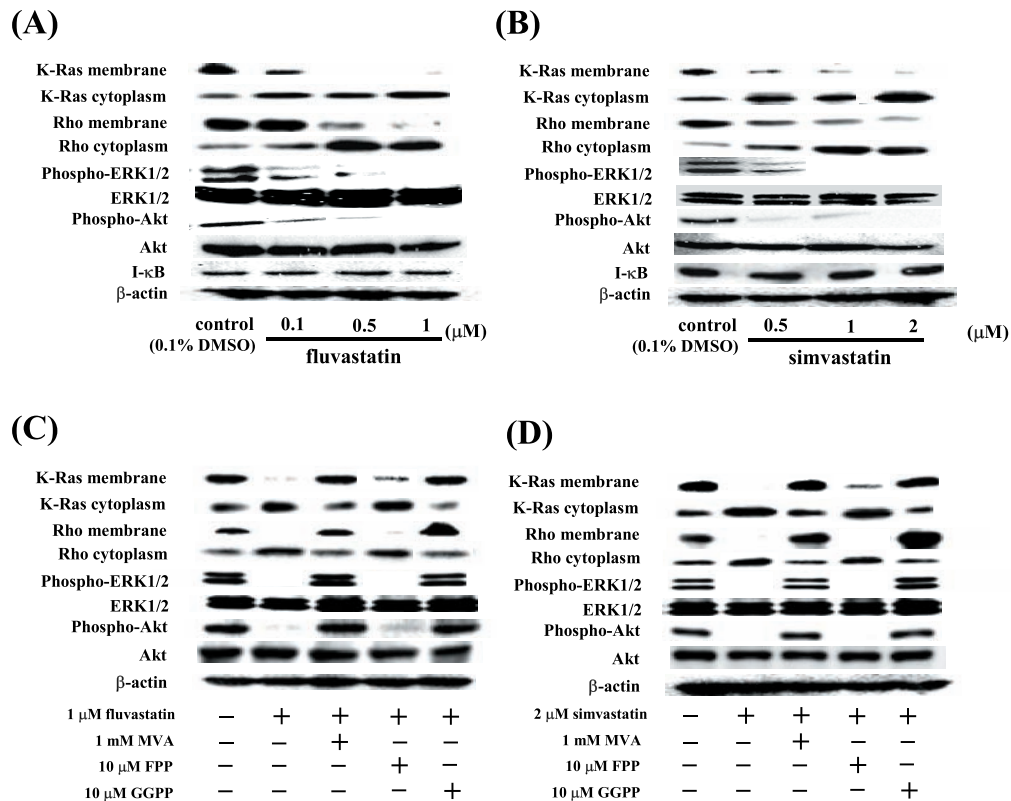 (A)
K-Ras membrane
K-Ras cytoplasm
Rho membrane
Rho cytoplasm
Phospho-ERK1/2
ERK1/2
Phospho-Akt
Akt
I-κB
β-actin
control 0.1 0.5 1 (μM)
(0.1% DMSO)
fluvastatin
(B)
K-Ras membrane
K-Ras cytoplasm
Rho membrane
Rho cytoplasm
Phospho-ERK1/2
ERK1/2
Phospho-Akt
Akt
I-κB
β-actin
control 0.5 1 2 (μM)
(0.1% DMSO)
simvastatin
(C)
K-Ras membrane
K-Ras cytoplasm
Rho membrane
Rho cytoplasm
Phospho-ERK1/2
ERK1/2
Phospho-Akt
Akt
β-actin
1 μM fluvastatin − + + + +
1 mM MVA − − + − −
10 μM FPP − − − + −
10 μM GGPP − − − − +
(D)
K-Ras membrane
K-Ras cytoplasm
Rho membrane
Rho cytoplasm
Phospho-ERK1/2
ERK1/2
Phospho-Akt
Akt
β-actin
2 μM simvastatin − + + + +
1 mM MVA − − + − −
10 μM FPP − − − + −
10 μM GGPP − − − − +